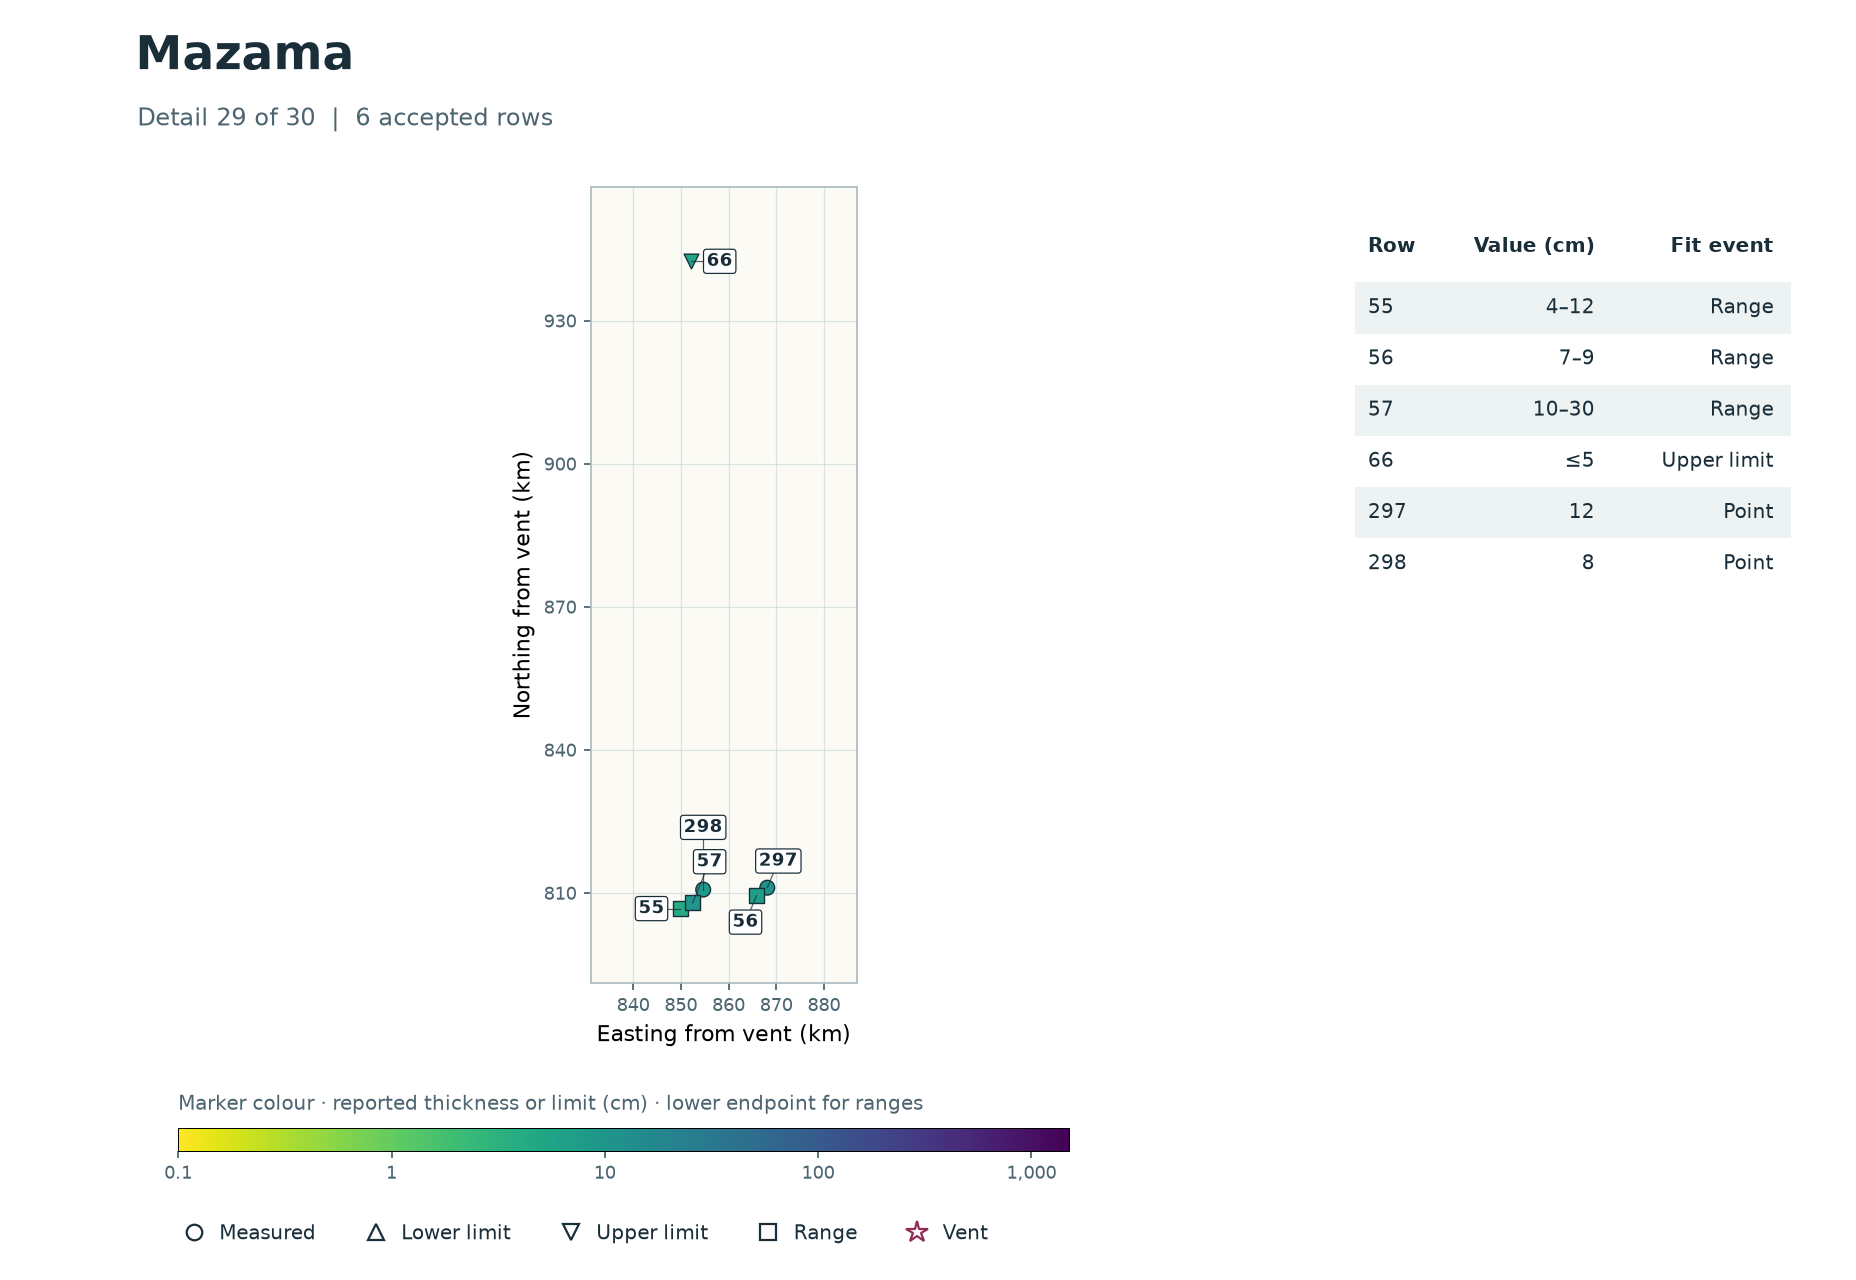 Mazama
Detail 29 of 30 | 6 accepted rows
Row Value (cm) Fit event
55 4–12 Range
56 7–9 Range
57 10–30 Range
66 ≤5 Upper limit
297 12 Point
298 8 Point
Northing from vent (km)
930
900
870
840
810
66
298
57
297
55
56
840 850 860 870 880
Easting from vent (km)
Marker colour · reported thickness or limit (cm) · lower endpoint for ranges
0.1 1 10 100 1,000
Measured Lower limit Upper limit Range Vent